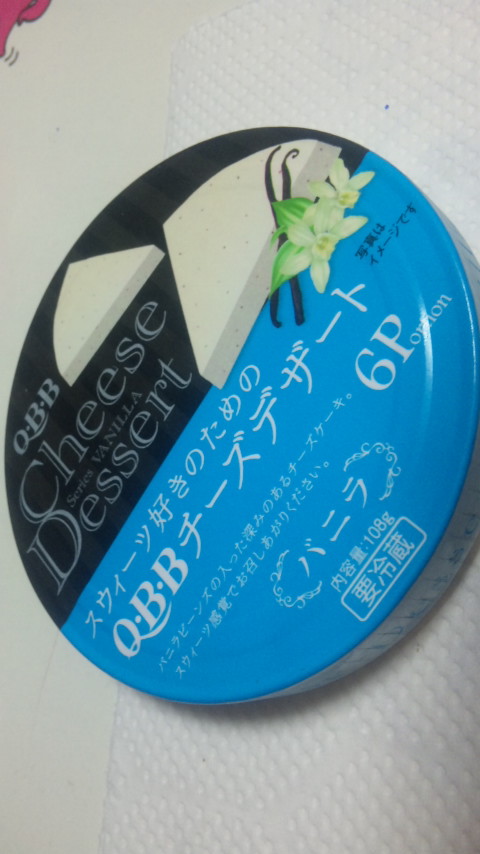 Q·B·B
Cheese
Series VANILLA
Dessert
写真は
イメージです
スウィーツ好きのための
Q·B·Bチーズデザート
6Portion
バニラビーンズの入った深みのあるチーズケーキ。
スウィーツ感覚でお召しあがりください。
バニラ
内容量:108g
要冷蔵